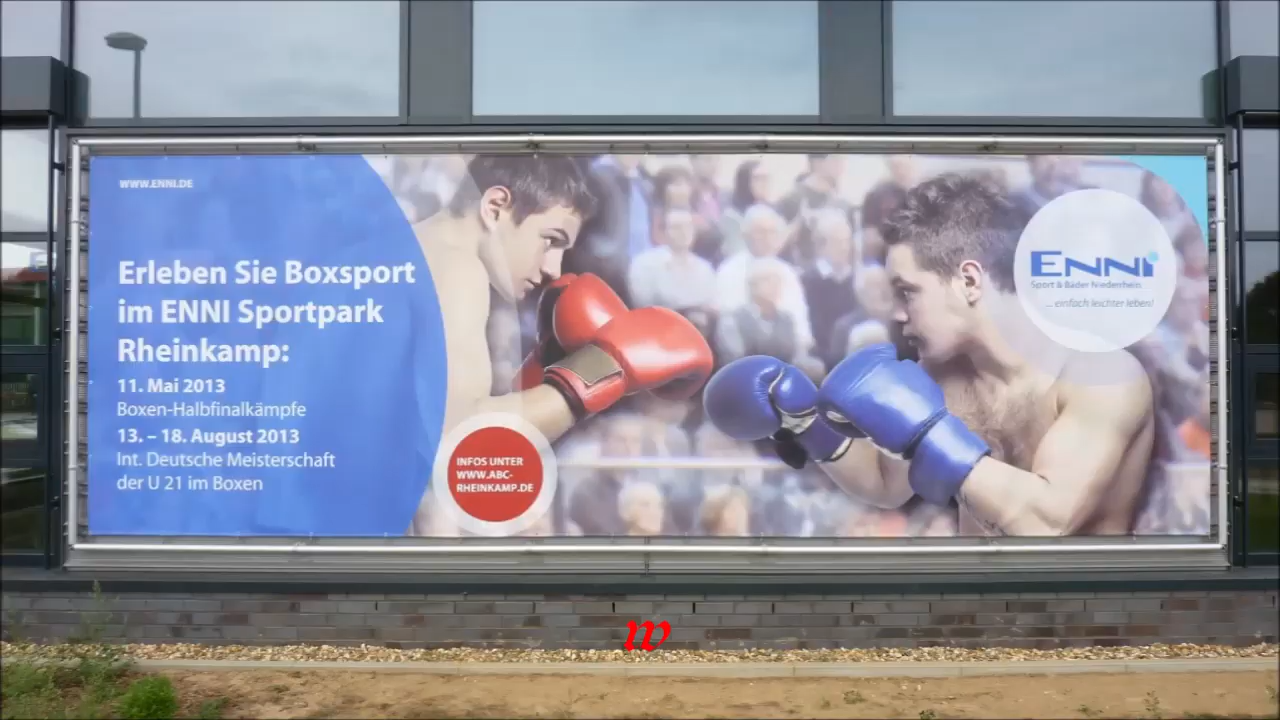 WWW.ENNI.DE
Erleben Sie Boxsport
im ENNI Sportpark
Rheinkamp:
11. Mai 2013
Boxen-Halbfinalkämpfe
13. – 18. August 2013
Int. Deutsche Meisterschaft
der U 21 im Boxen
INFOS UNTER
WWW.ABC-
RHEINKAMP.DE
ENNI
Sport & Bäder Niederrhein
... einfach leichter leben!
w